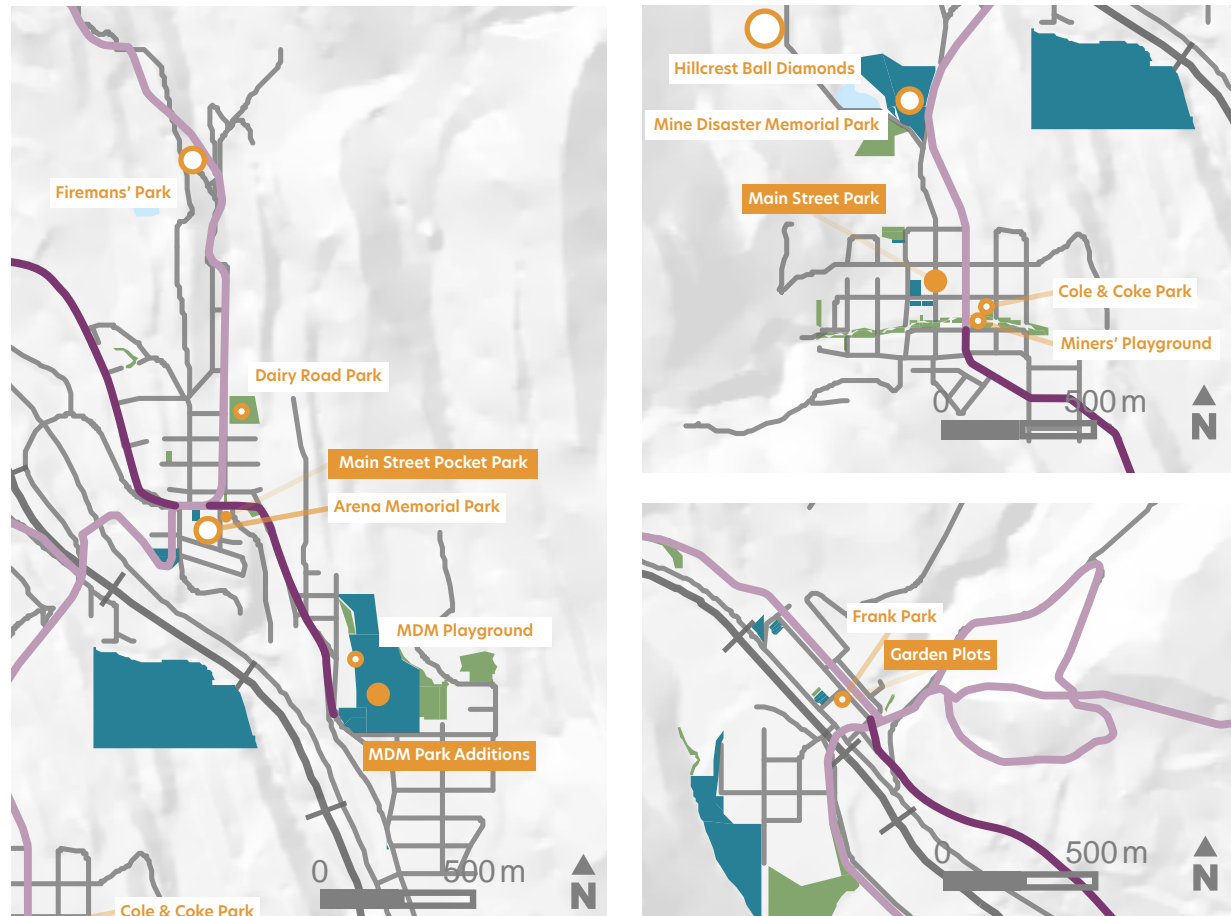 Firemans' Park
Dairy Road Park
Main Street Pocket Park
Arena Memorial Park
MDM Playground
MDM Park Additions
0 500 m
N
Cole & Coke Park
Hillcrest Ball Diamonds
Mine Disaster Memorial Park
Main Street Park
Cole & Coke Park
Miners' Playground
0 500 m
N
Frank Park
Garden Plots
0 500 m
N